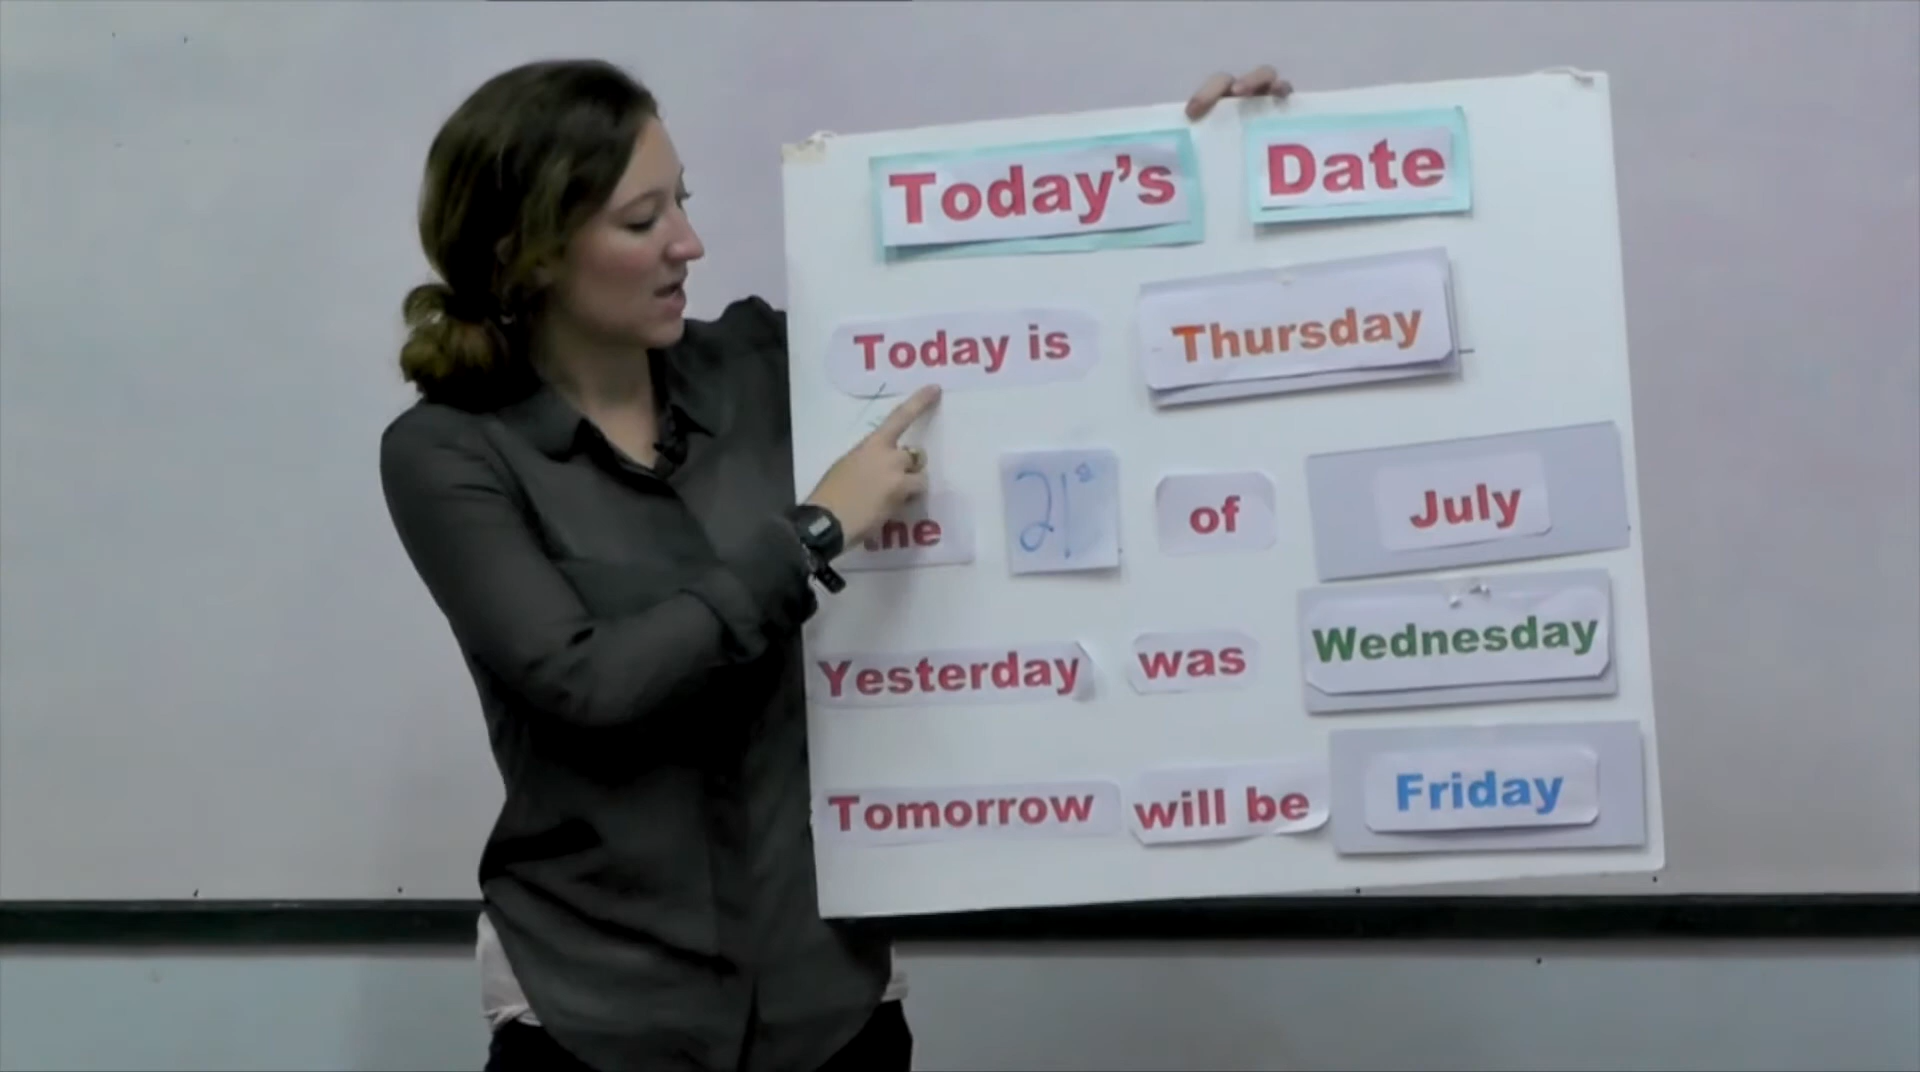 Today's Date
Today is Thursday
the 21st of July
Yesterday was Wednesday
Tomorrow will be Friday